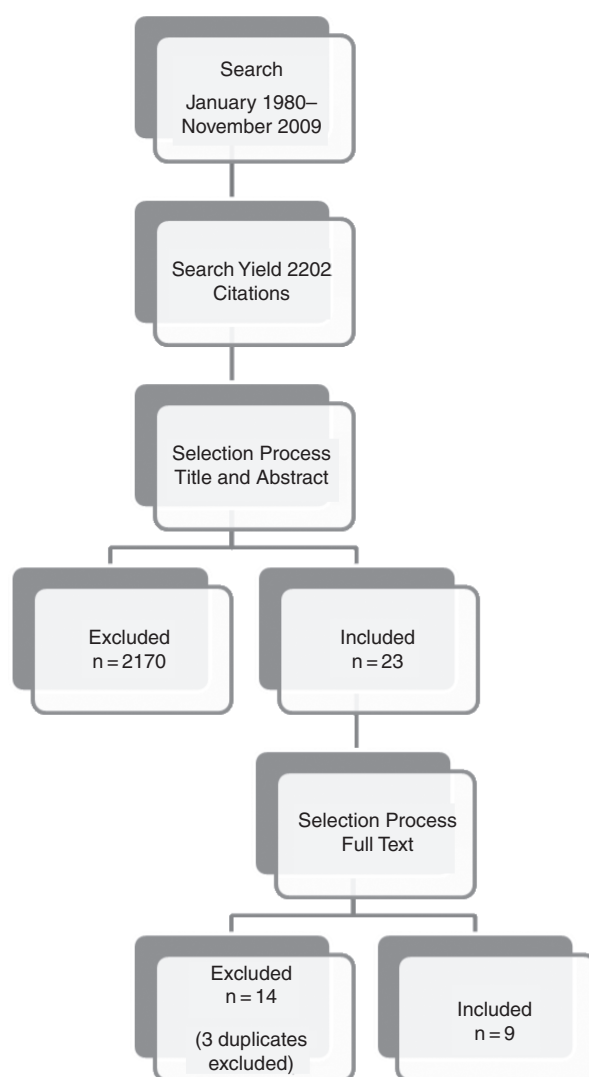 Search
January 1980–
November 2009
Search Yield 2202
Citations
Selection Process
Title and Abstract
Excluded
n = 2170
Included
n = 23
Selection Process
Full Text
Excluded
n = 14
(3 duplicates
excluded)
Included
n = 9